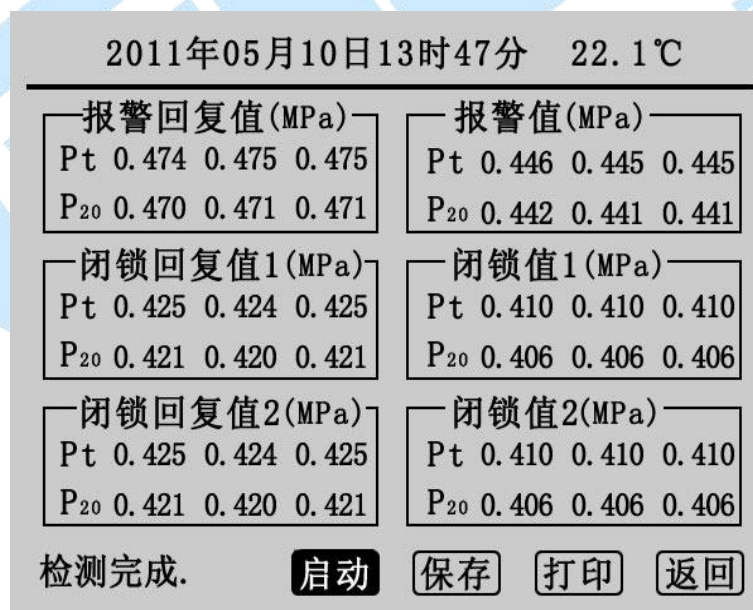 2011年05月10日13时47分 22.1℃
报警回复值(MPa) 报警值(MPa)
Pt 0.474 0.475 0.475 Pt 0.446 0.445 0.445
P₂₀ 0.470 0.471 0.471 P₂₀ 0.442 0.441 0.441
闭锁回复值1(MPa) 闭锁值1(MPa)
Pt 0.425 0.424 0.425 Pt 0.410 0.410 0.410
P₂₀ 0.421 0.420 0.421 P₂₀ 0.406 0.406 0.406
闭锁回复值2(MPa) 闭锁值2(MPa)
Pt 0.425 0.424 0.425 Pt 0.410 0.410 0.410
P₂₀ 0.421 0.420 0.421 P₂₀ 0.406 0.406 0.406
检测完成. 启动 保存 打印 返回